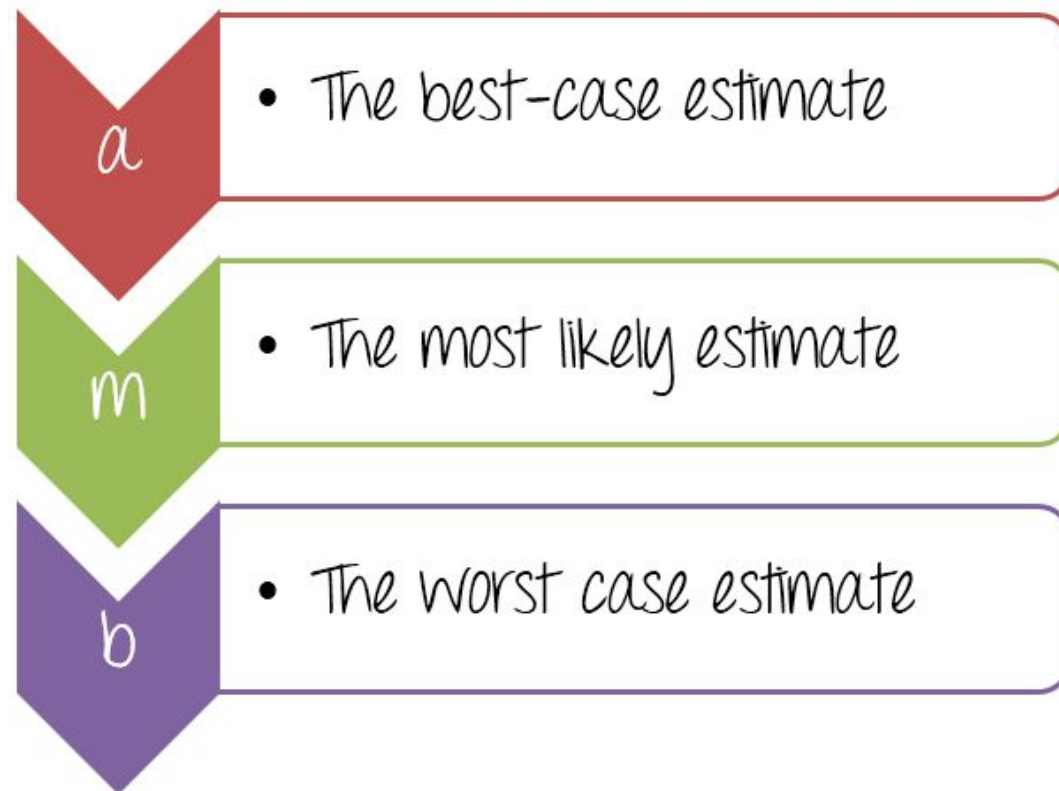 a
• The best-case estimate
m
• The most likely estimate
b
• The worst case estimate